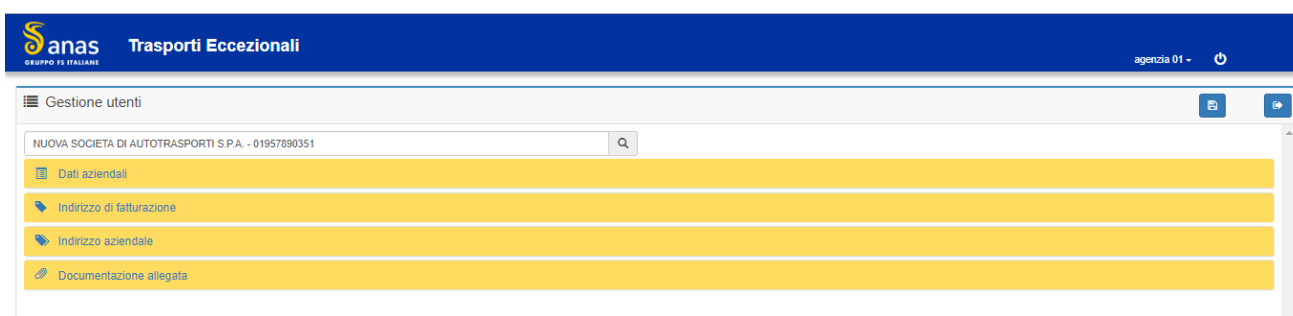 anas
GRUPPO FS ITALIANE
Trasporti Eccezionali
agenzia 01
Gestione utenti
NUOVA SOCIETA DI AUTOTRASPORTI S.P.A. - 01957890351
Dati aziendali
Indirizzo di fatturazione
Indirizzo aziendale
Documentazione allegata